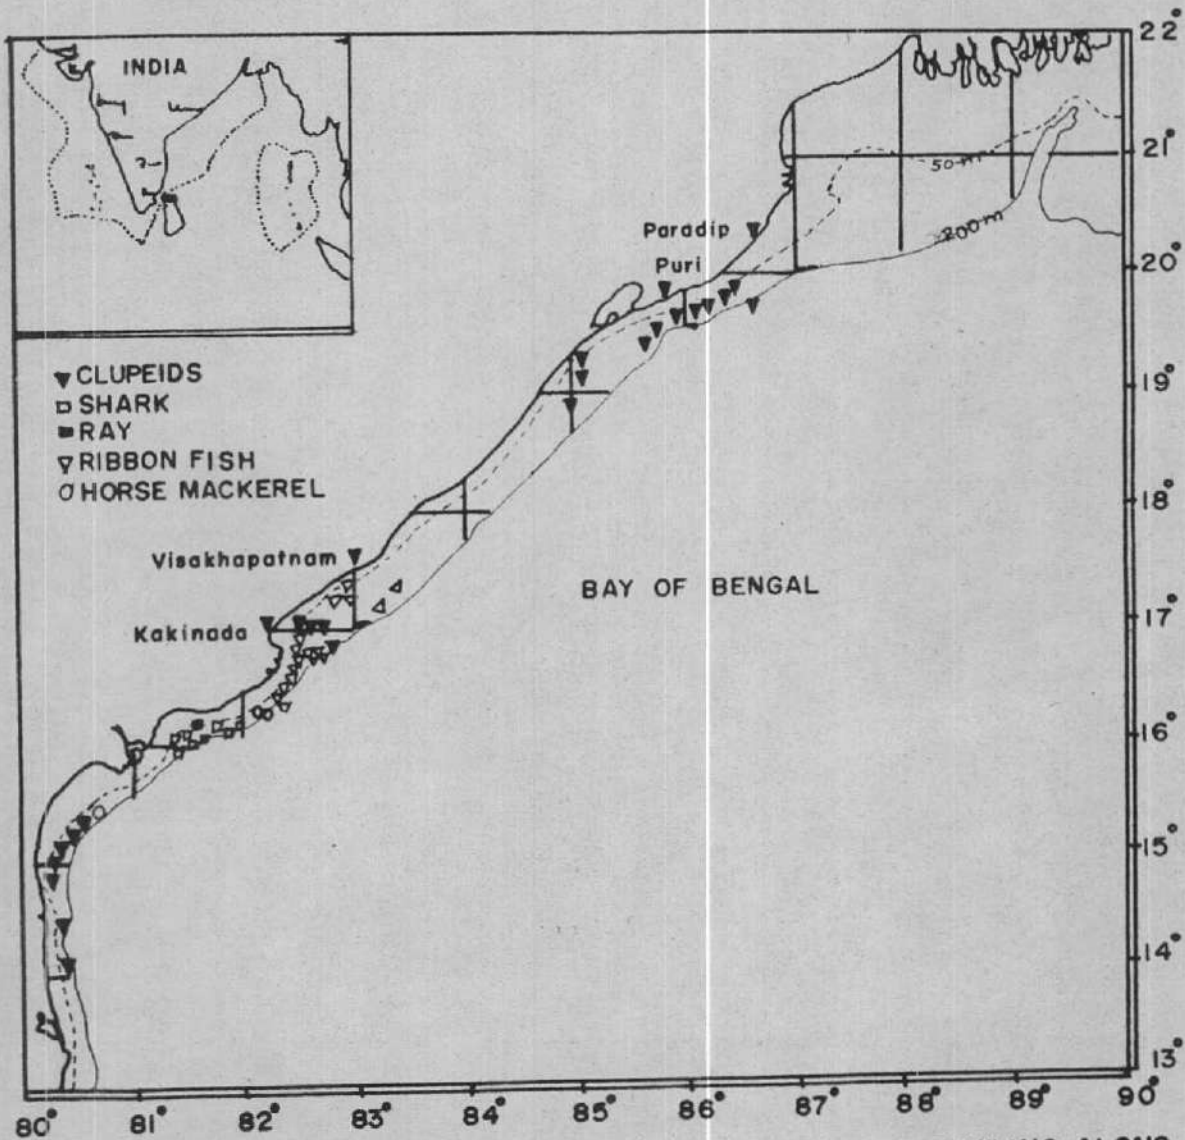 INDIA
CLUPEIDS
SHARK
RAY
RIBBON FISH
HORSE MACKEREL
22°
21°
20°
19°
18°
17°
16°
15°
14°
13°
50 m
200 m
Paradip
Puri
Visakhapatnam
Kakinada
BAY OF BENGAL
80° 81° 82° 83° 84° 85° 86° 87° 88° 89° 90°